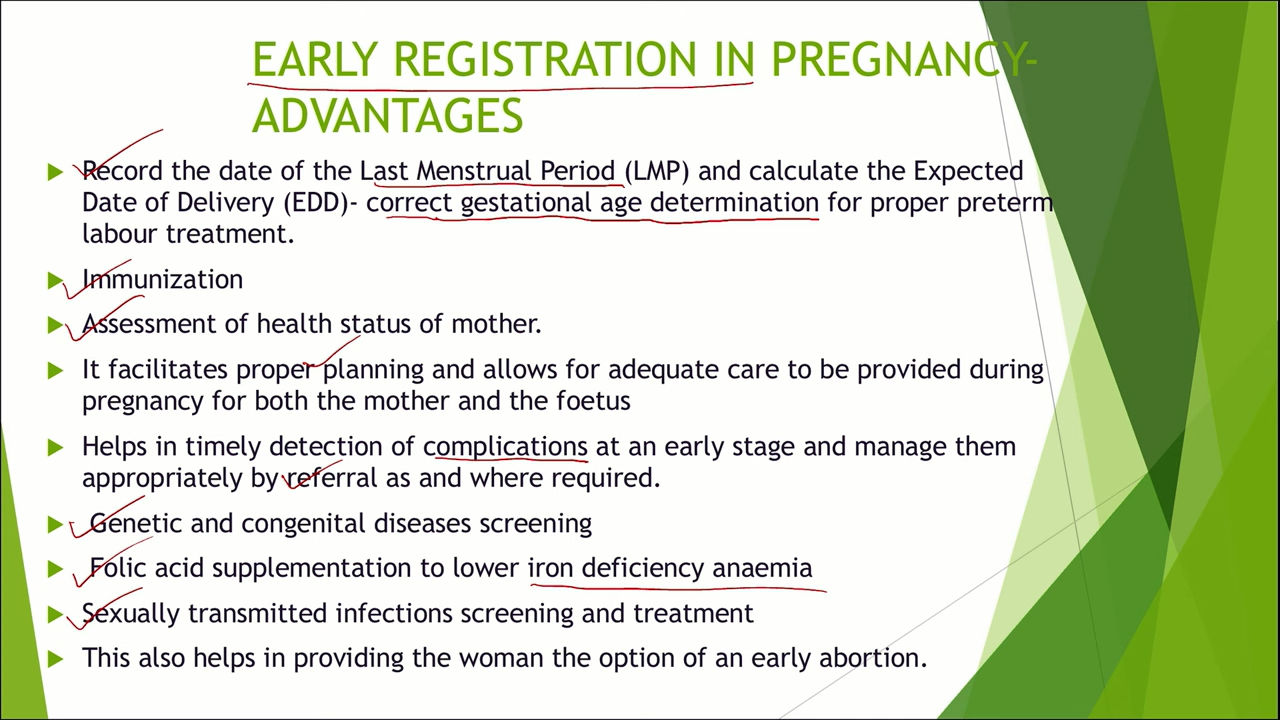 EARLY REGISTRATION IN PREGNANCY-
ADVANTAGES
Record the date of the Last Menstrual Period (LMP) and calculate the Expected
Date of Delivery (EDD)- correct gestational age determination for proper preterm
labour treatment.
Immunization
Assessment of health status of mother.
It facilitates proper planning and allows for adequate care to be provided during
pregnancy for both the mother and the foetus
Helps in timely detection of complications at an early stage and manage them
appropriately by referral as and where required.
Genetic and congenital diseases screening
Folic acid supplementation to lower iron deficiency anaemia
Sexually transmitted infections screening and treatment
This also helps in providing the woman the option of an early abortion.